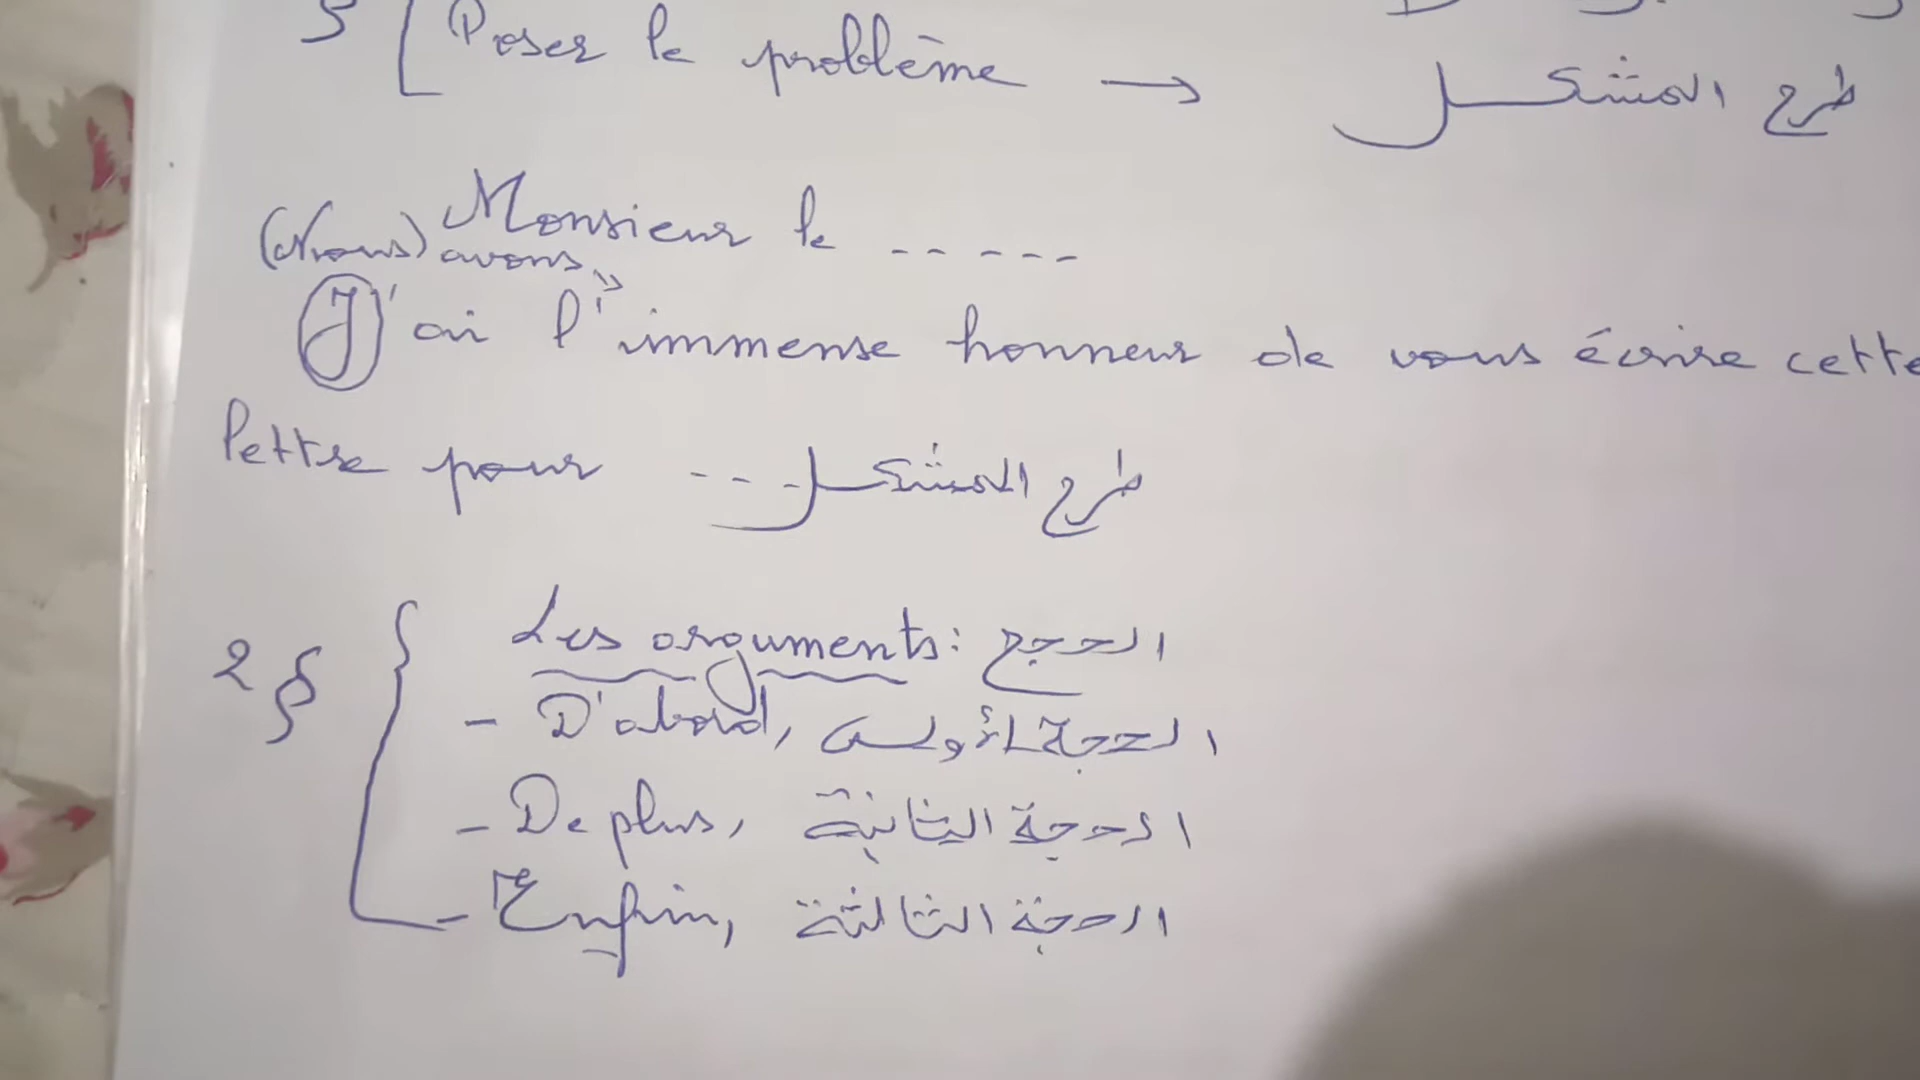 § Poser le problème → طرح المشكل
Monsieur le -----
(Nous) avons
J'ai l'immense honneur de vous écrire cette
lettre pour ... طرح المشكل
2 § Les arguments: الحجج
- D'abord, الحجة الأولى
- De plus, الحجة الثانية
- Enfin, الحجة الثالثة